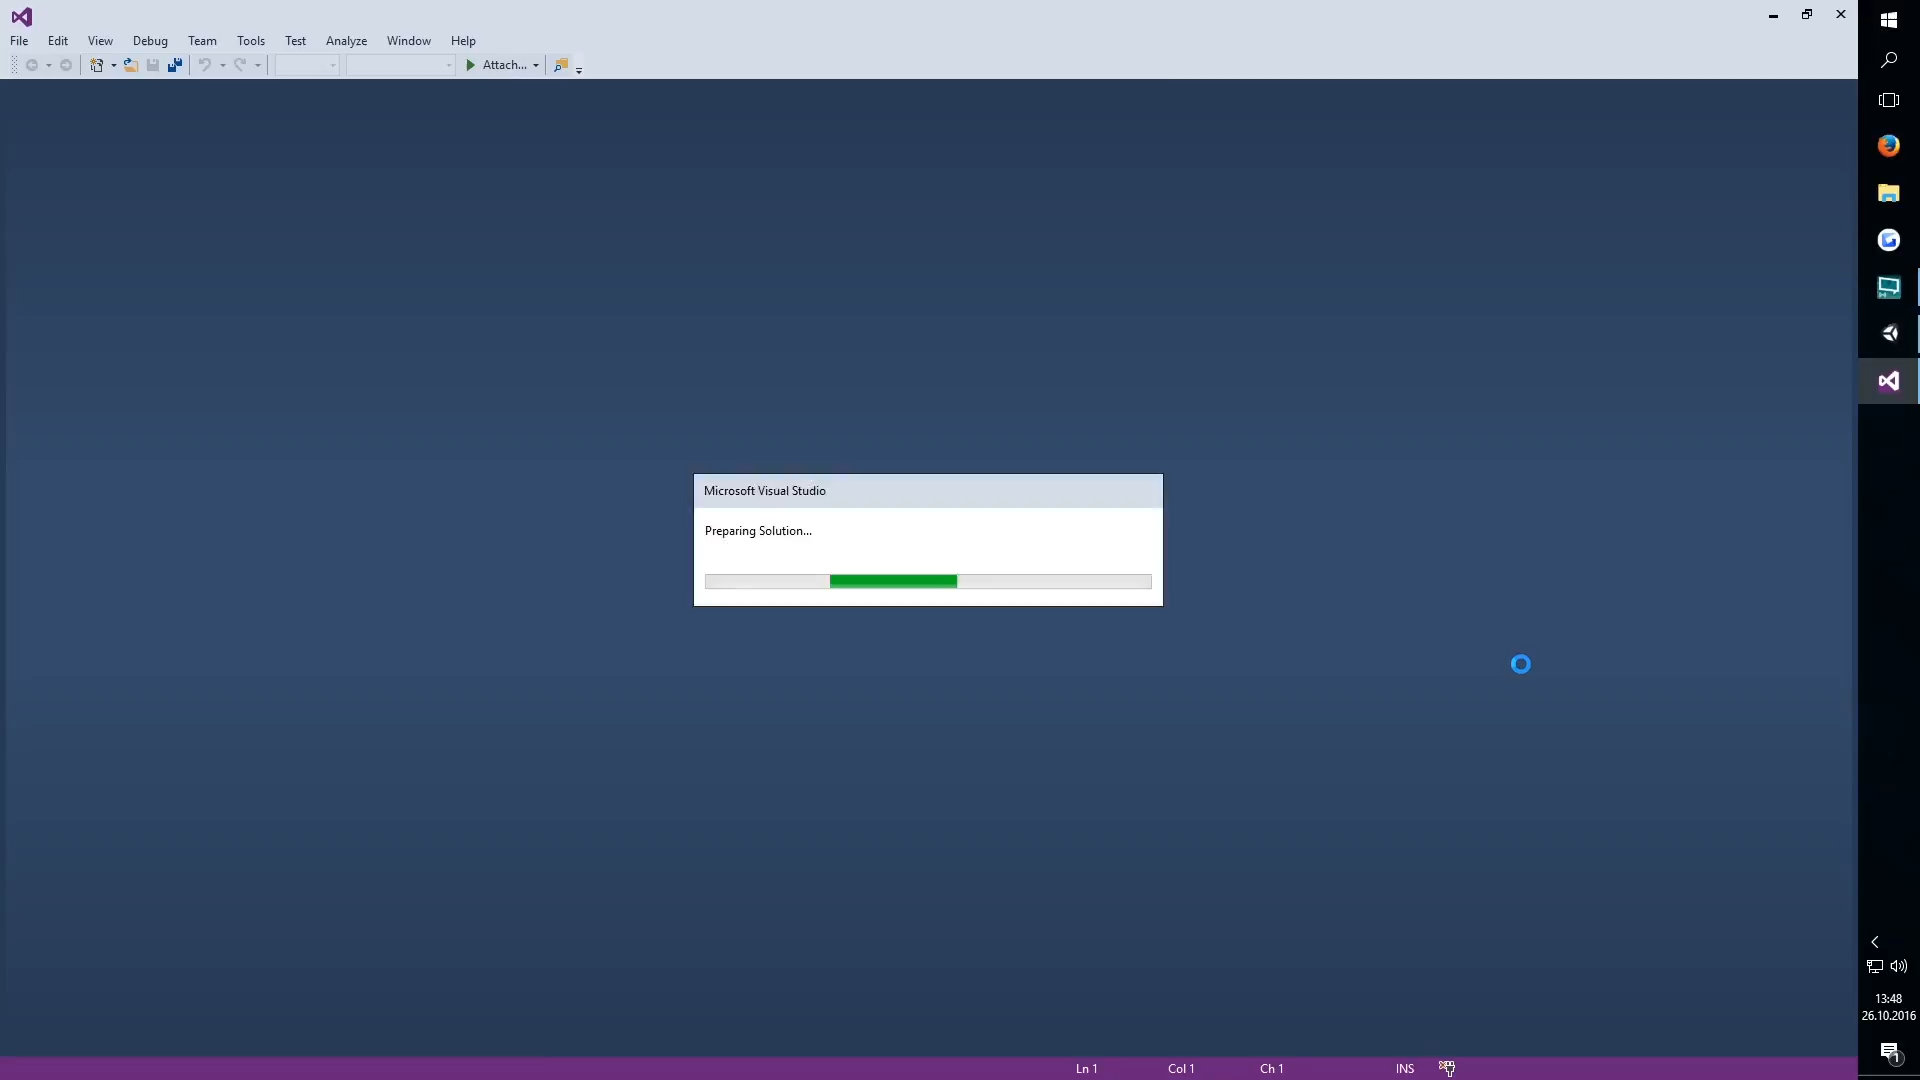 File Edit View Debug Team Tools Test Analyze Window Help
Attach...
Microsoft Visual Studio
Preparing Solution...
13:48
26.10.2016
1
Ln 1 Col 1 Ch 1 INS